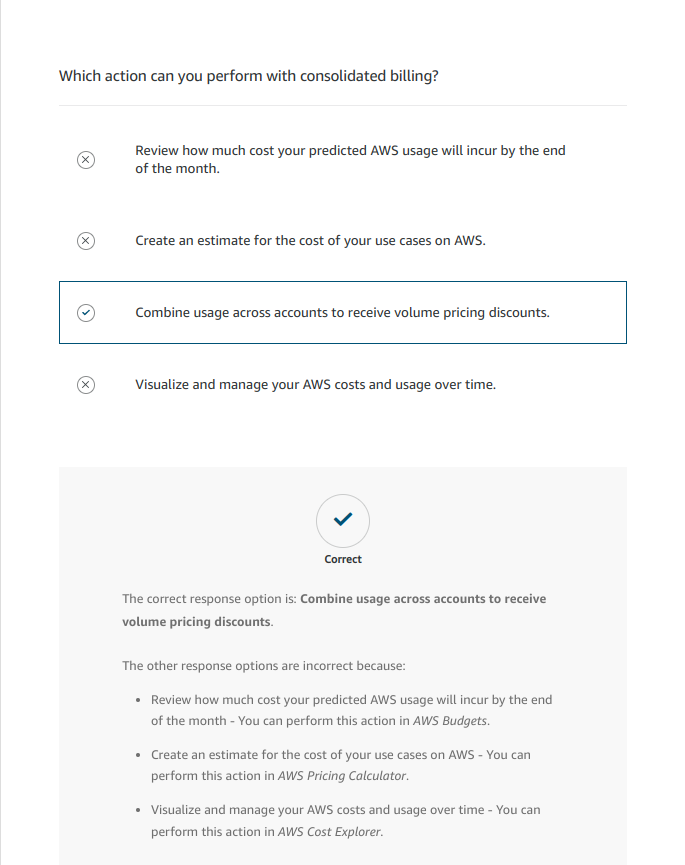 Which action can you perform with consolidated billing?
Review how much cost your predicted AWS usage will incur by the end
of the month.
Create an estimate for the cost of your use cases on AWS.
Combine usage across accounts to receive volume pricing discounts.
Visualize and manage your AWS costs and usage over time.
Correct
The correct response option is: Combine usage across accounts to receive
volume pricing discounts.
The other response options are incorrect because:
• Review how much cost your predicted AWS usage will incur by the end
of the month - You can perform this action in AWS Budgets.
• Create an estimate for the cost of your use cases on AWS - You can
perform this action in AWS Pricing Calculator.
• Visualize and manage your AWS costs and usage over time - You can
perform this action in AWS Cost Explorer.